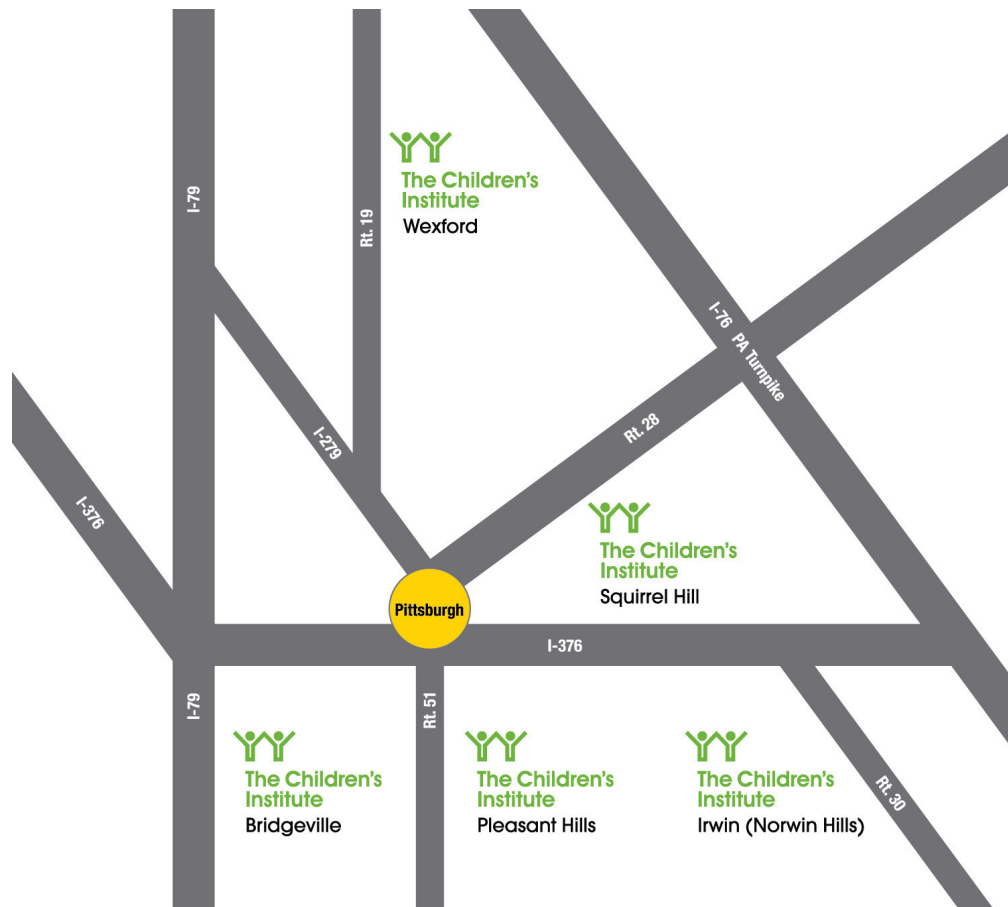 I-79
Rt. 19
The Children's
Institute
Wexford
I-76 PA Turnpike
I-279
Rt. 28
I-376
The Children's
Institute
Squirrel Hill
Pittsburgh
I-376
I-79
Rt. 51
The Children's
Institute
Bridgeville
The Children's
Institute
Pleasant Hills
The Children's
Institute
Irwin (Norwin Hills)
Rt. 30